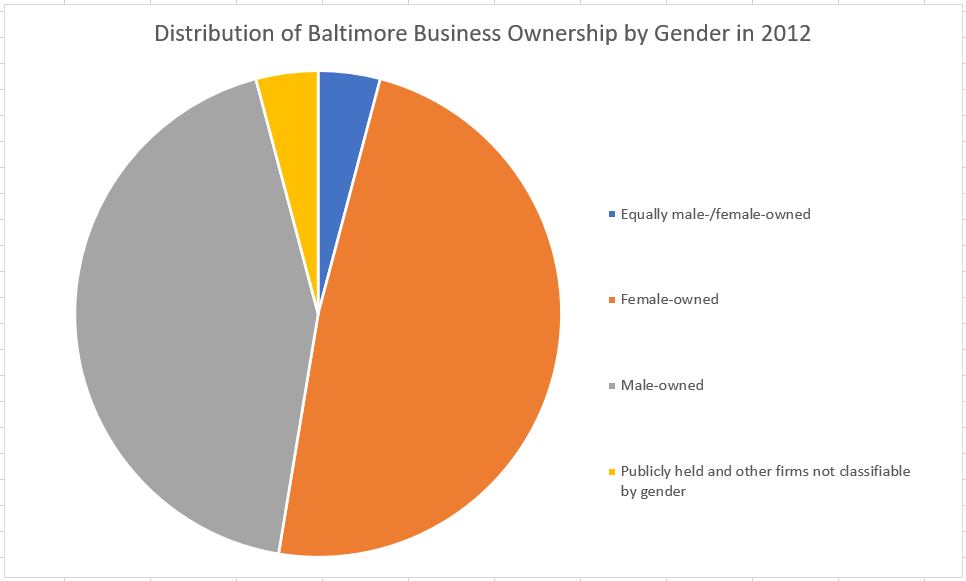 Distribution of Baltimore Business Ownership by Gender in 2012
Equally male-/female-owned
Female-owned
Male-owned
Publicly held and other firms not classifiable
by gender